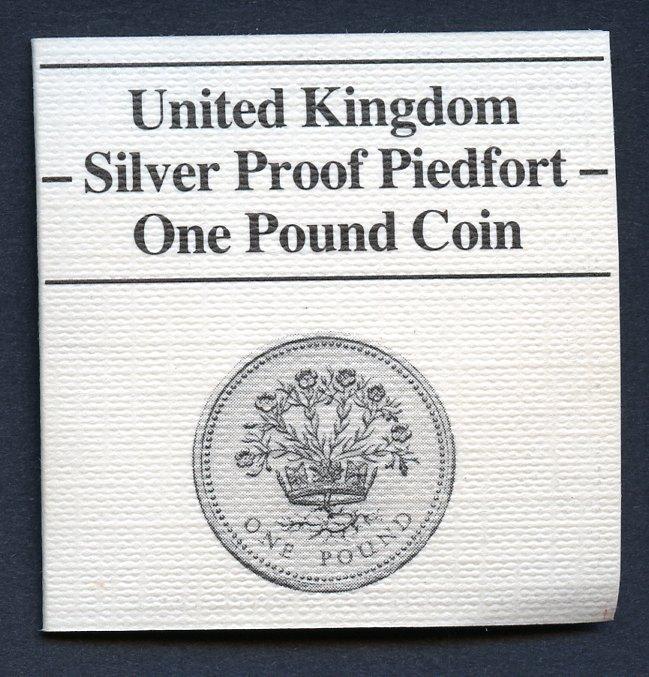 United Kingdom
– Silver Proof Piedfort –
One Pound Coin
ONE POUND